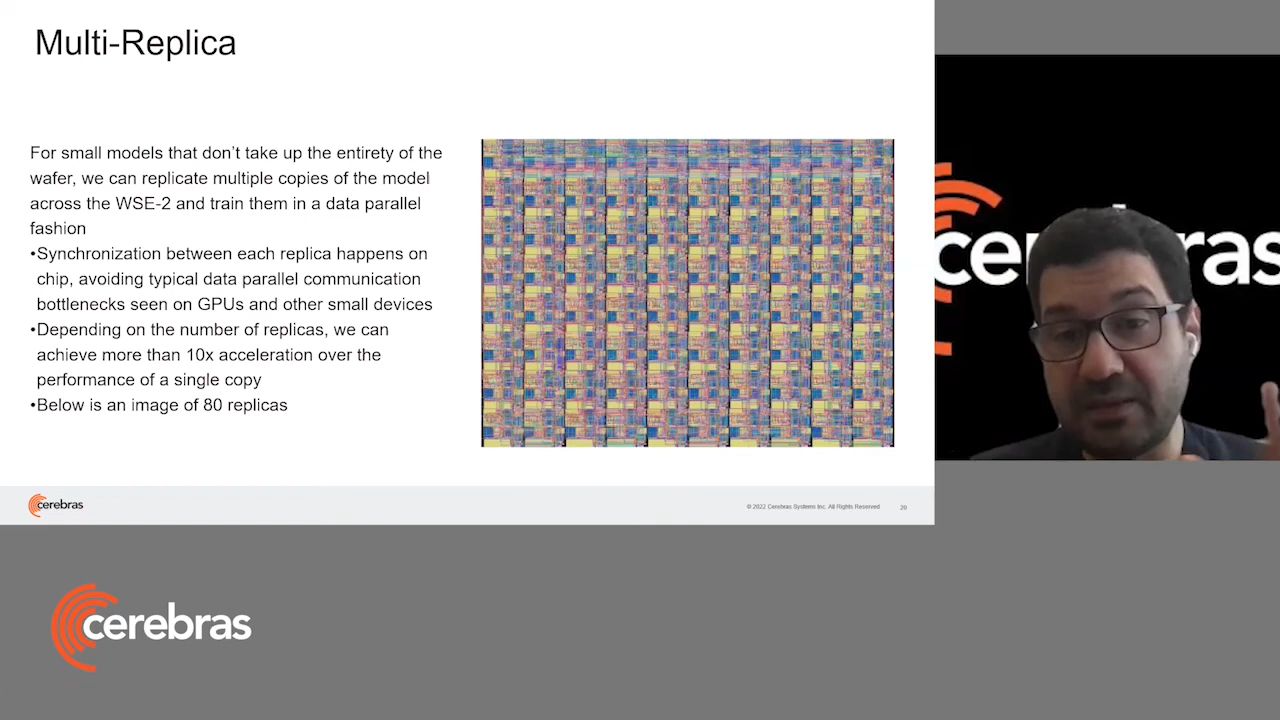 Multi-Replica
For small models that don't take up the entirety of the
wafer, we can replicate multiple copies of the model
across the WSE-2 and train them in a data parallel
fashion
•Synchronization between each replica happens on
chip, avoiding typical data parallel communication
bottlenecks seen on GPUs and other small devices
•Depending on the number of replicas, we can
achieve more than 10x acceleration over the
performance of a single copy
•Below is an image of 80 replicas
cerebras
© 2022 Cerebras Systems Inc. All Rights Reserved
20
cerebras
cerebras